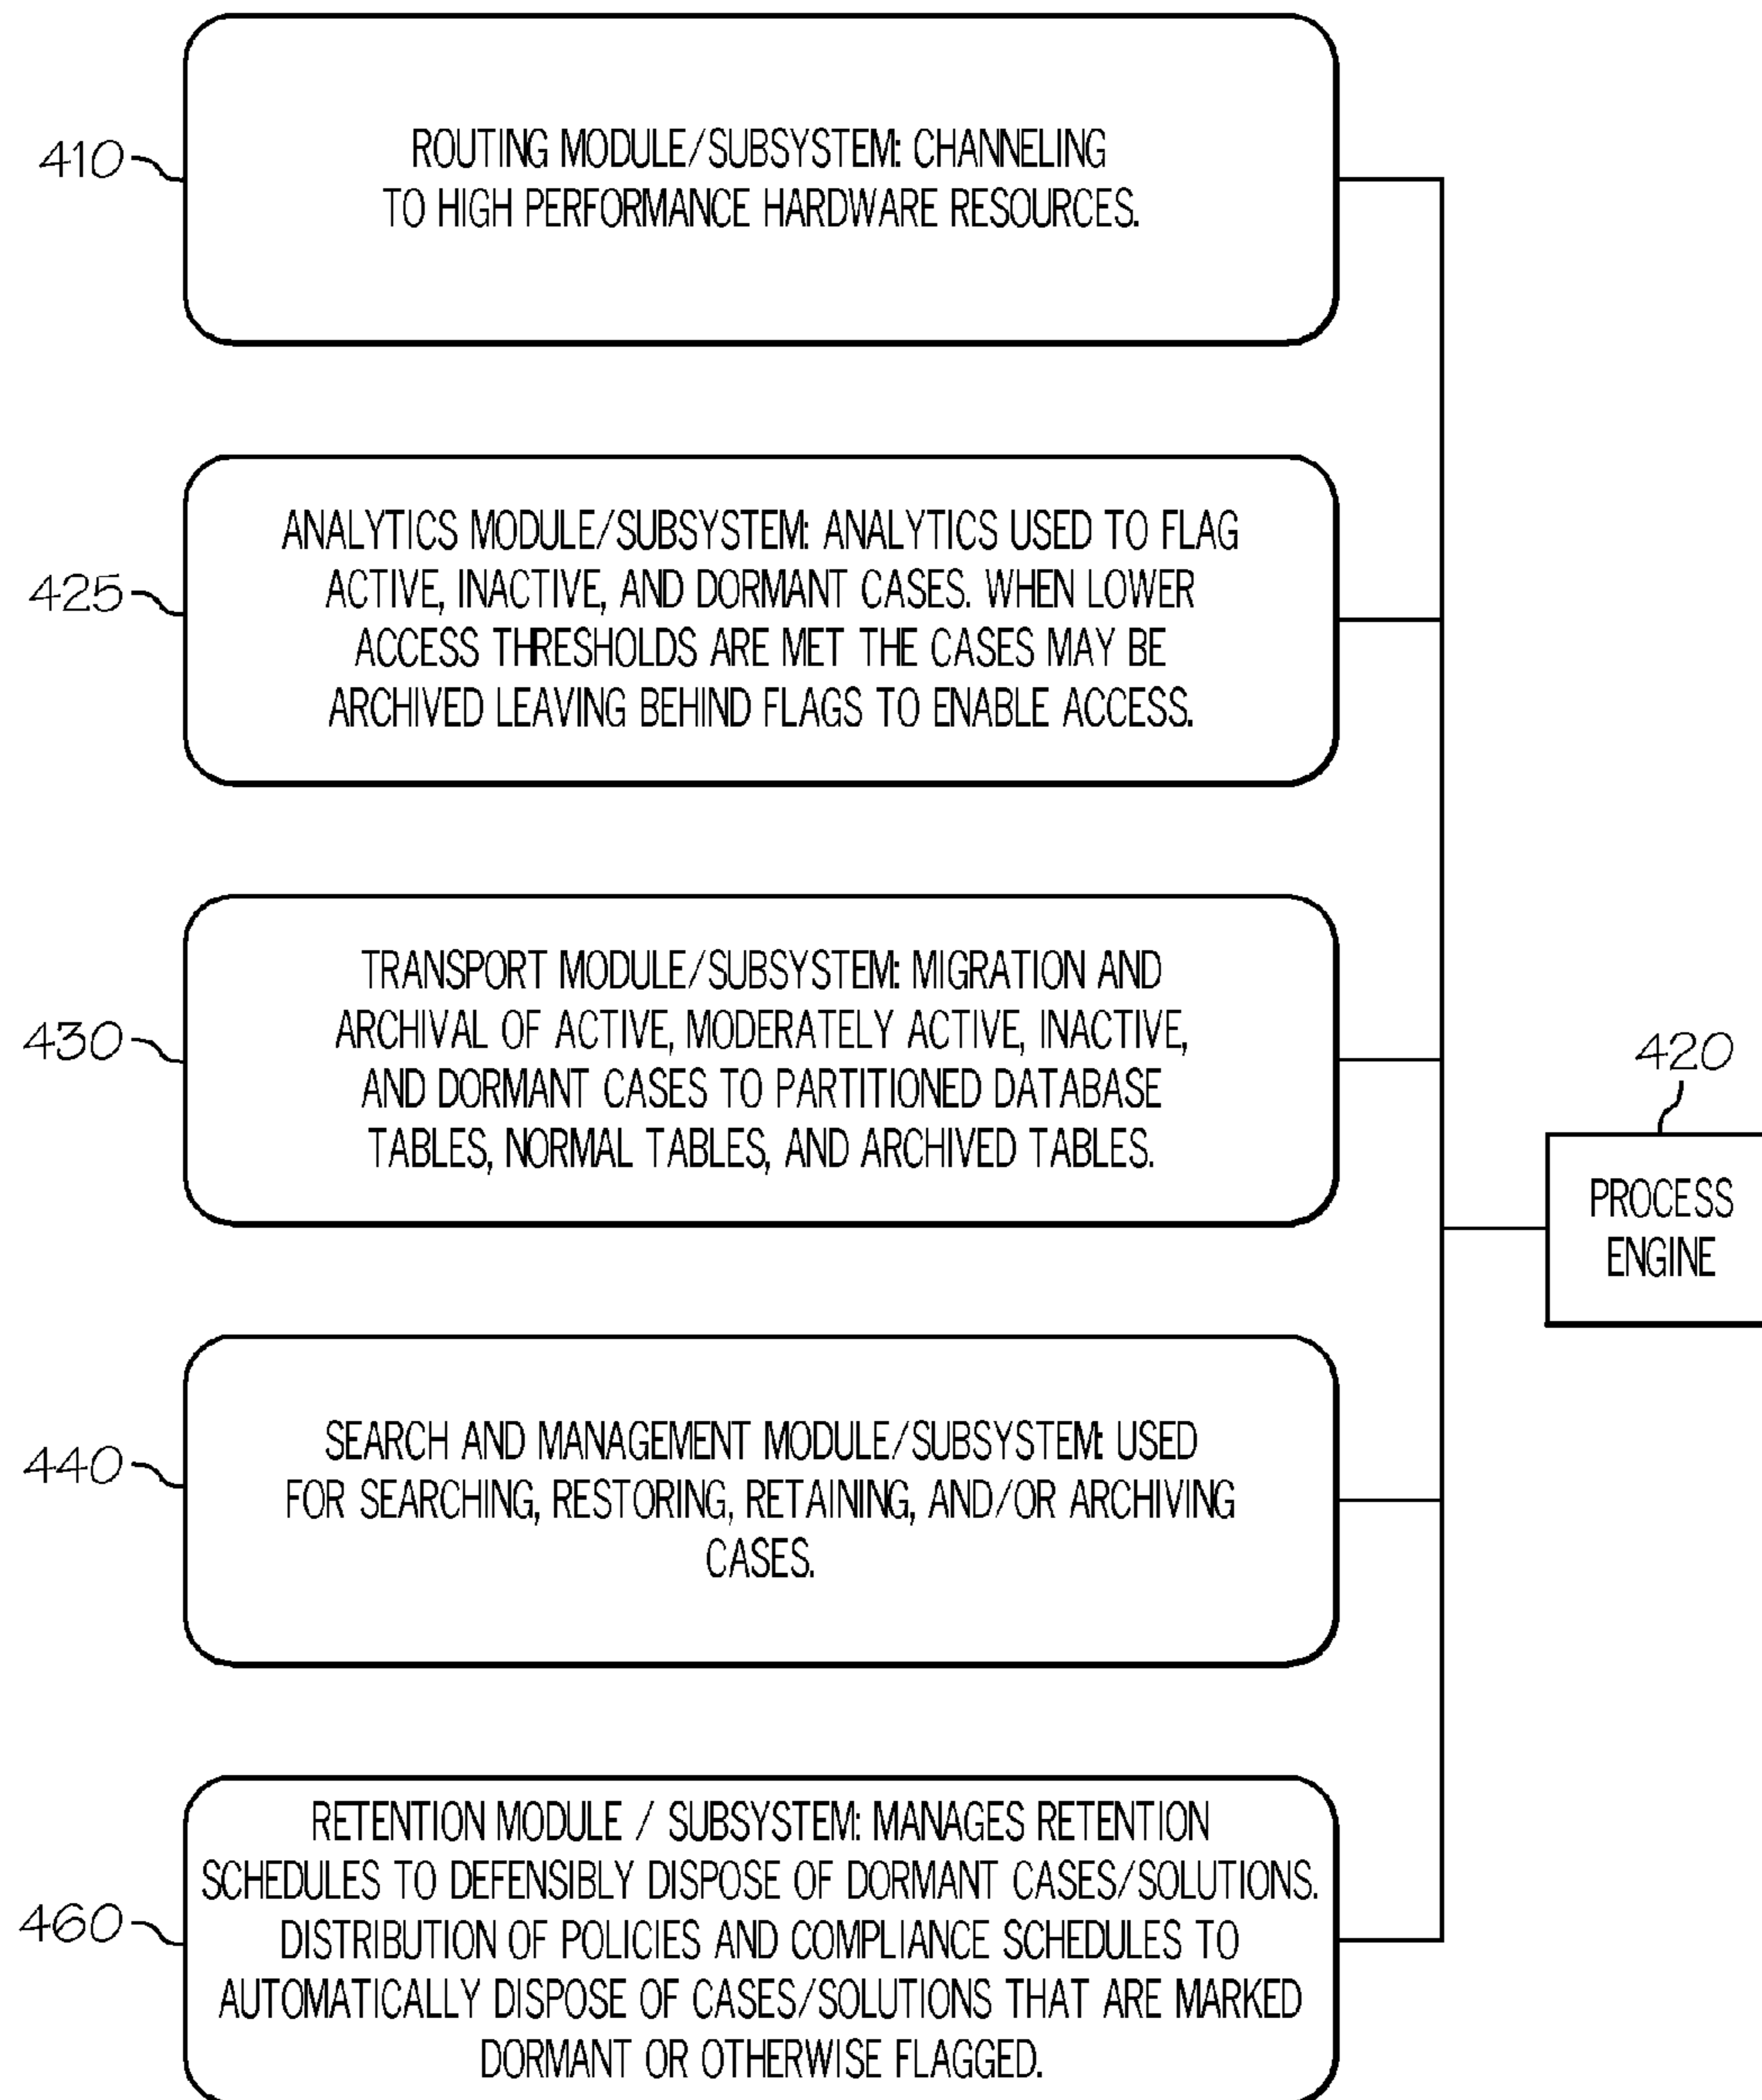 410
ROUTING MODULE/SUBSYSTEM: CHANNELING
TO HIGH PERFORMANCE HARDWARE RESOURCES.
425
ANALYTICS MODULE/SUBSYSTEM: ANALYTICS USED TO FLAG
ACTIVE, INACTIVE, AND DORMANT CASES. WHEN LOWER
ACCESS THRESHOLDS ARE MET THE CASES MAY BE
ARCHIVED LEAVING BEHIND FLAGS TO ENABLE ACCESS.
430
TRANSPORT MODULE/SUBSYSTEM: MIGRATION AND
ARCHIVAL OF ACTIVE, MODERATELY ACTIVE, INACTIVE,
AND DORMANT CASES TO PARTITIONED DATABASE
TABLES, NORMAL TABLES, AND ARCHIVED TABLES.
420
PROCESS
ENGINE
440
SEARCH AND MANAGEMENT MODULE/SUBSYSTEM: USED
FOR SEARCHING, RESTORING, RETAINING, AND/OR ARCHIVING
CASES.
460
RETENTION MODULE / SUBSYSTEM: MANAGES RETENTION
SCHEDULES TO DEFENSIBLY DISPOSE OF DORMANT CASES/SOLUTIONS.
DISTRIBUTION OF POLICIES AND COMPLIANCE SCHEDULES TO
AUTOMATICALLY DISPOSE OF CASES/SOLUTIONS THAT ARE MARKED
DORMANT OR OTHERWISE FLAGGED.